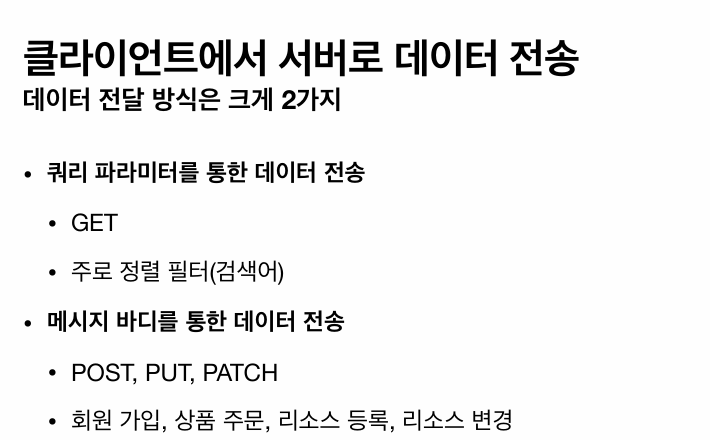 클라이언트에서 서버로 데이터 전송
데이터 전달 방식은 크게 2가지
• 쿼리 파라미터를 통한 데이터 전송
• GET
• 주로 정렬 필터(검색어)
• 메시지 바디를 통한 데이터 전송
• POST, PUT, PATCH
• 회원 가입, 상품 주문, 리소스 등록, 리소스 변경